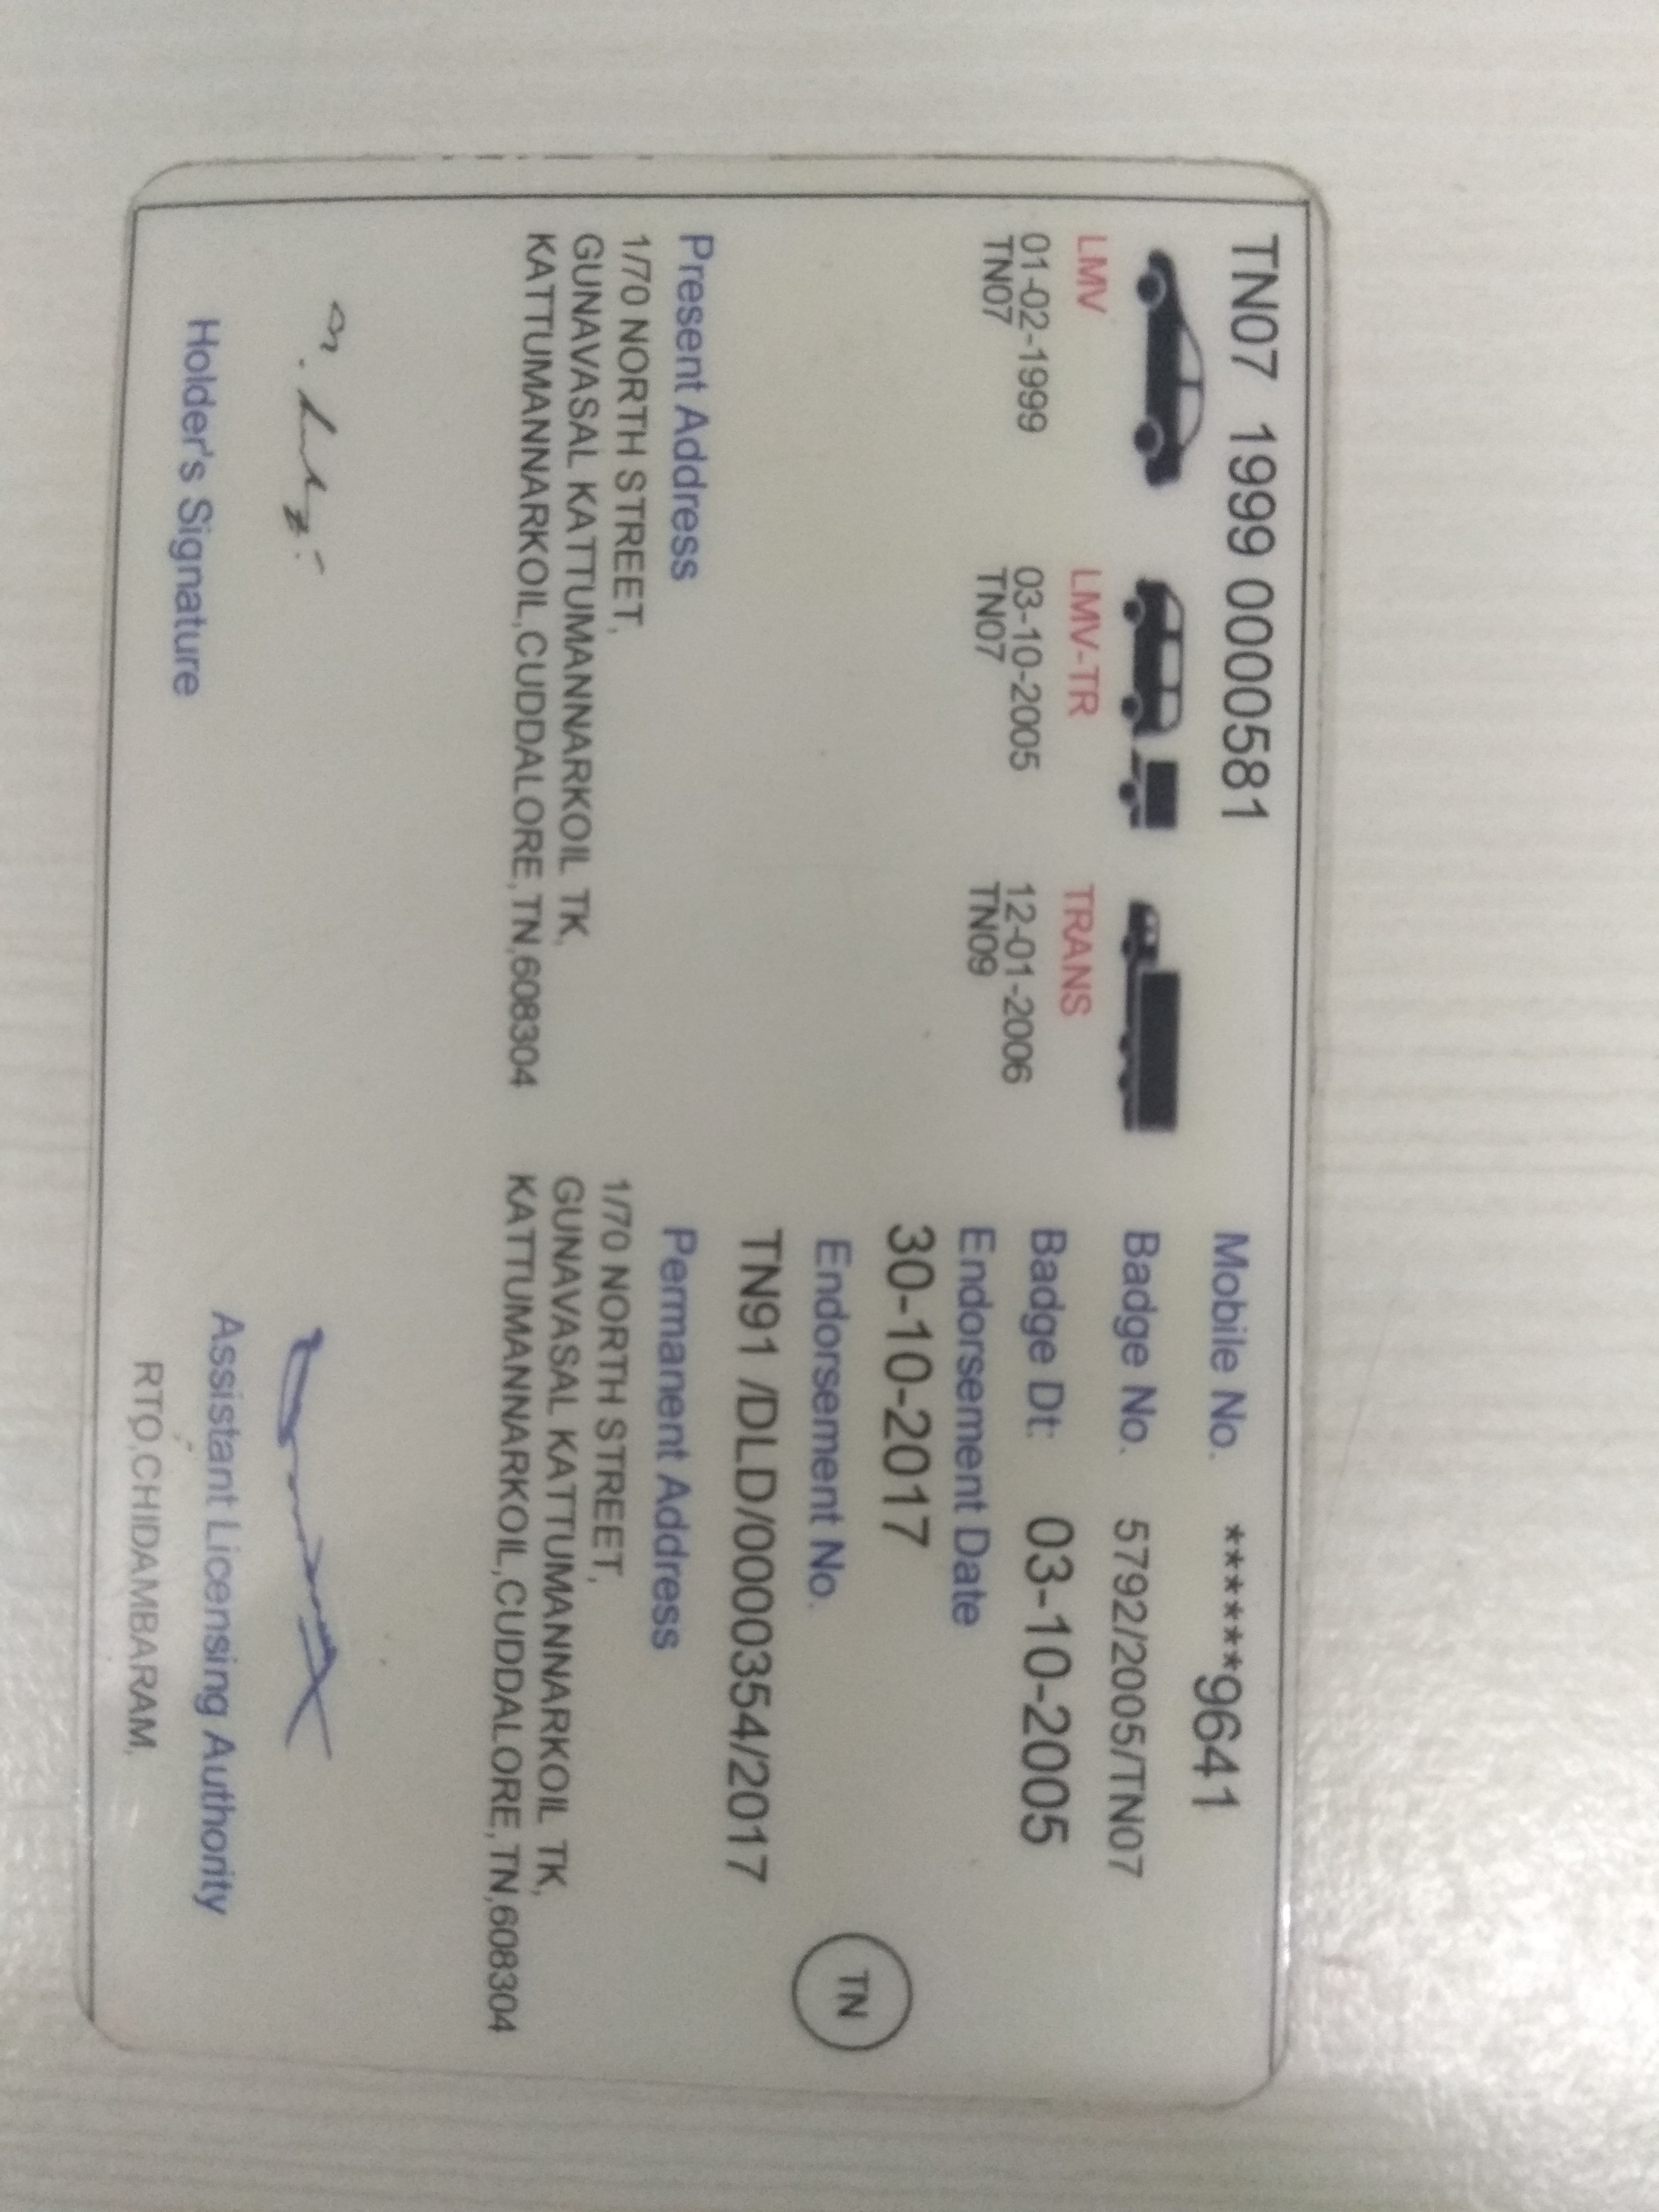 TN07 1999 0000581
LMV
01-02-1999
TN07
LMV-TR
03-10-2005
TN07
TRANS
12-01-2006
TN09
Mobile No. ******9641
Badge No. 5792/2005/TN07
Badge Dt: 03-10-2005
Endorsement Date
30-10-2017
Endorsement No.
TN91 /DLD/0000354/2017
TN
Present Address
1/70 NORTH STREET,
GUNAVASAL KATTUMANNARKOIL TK,
KATTUMANNARKOIL,CUDDALORE,TN,608304
Permanent Address
1/70 NORTH STREET,
GUNAVASAL KATTUMANNARKOIL TK,
KATTUMANNARKOIL,CUDDALORE,TN,608304
Holder's Signature
Assistant Licensing Authority
RTO,CHIDAMBARAM,